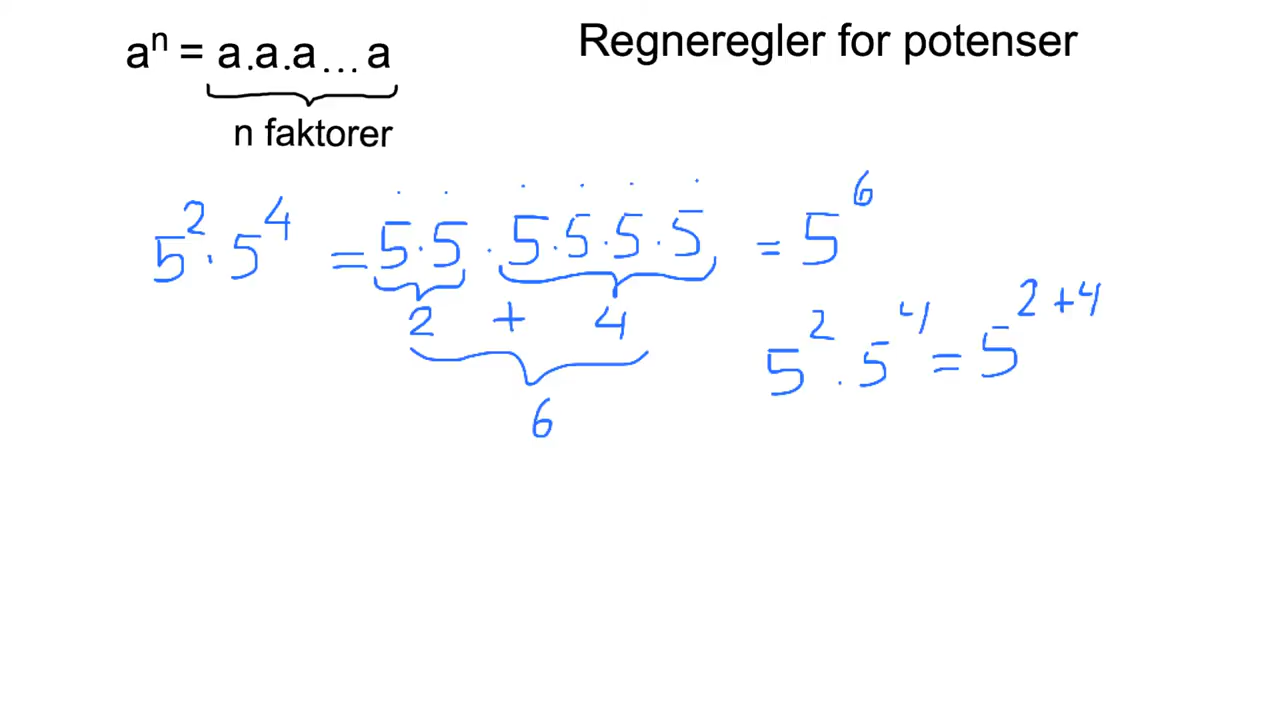 aⁿ = a.a.a...a
Regneregler for potenser
n faktorer
5² · 5⁴ = 5 · 5 · 5 · 5 · 5 · 5 = 5⁶
2 + 4
5² · 5⁴ = 5²⁺⁴
6